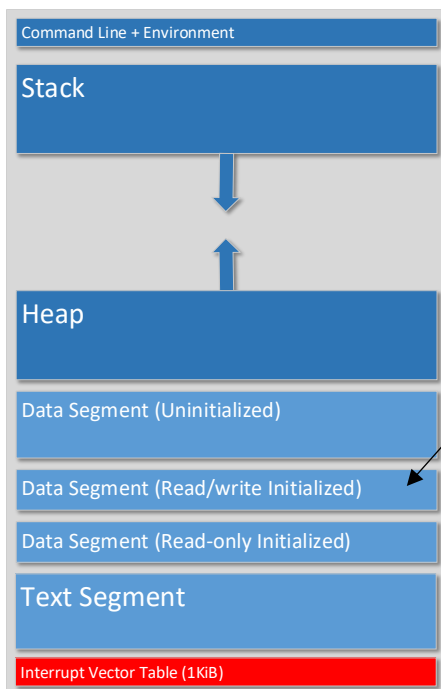 Command Line + Environment
Stack
Heap
Data Segment (Uninitialized)
Data Segment (Read/write Initialized)
Data Segment (Read-only Initialized)
Text Segment
Interrupt Vector Table (1KiB)